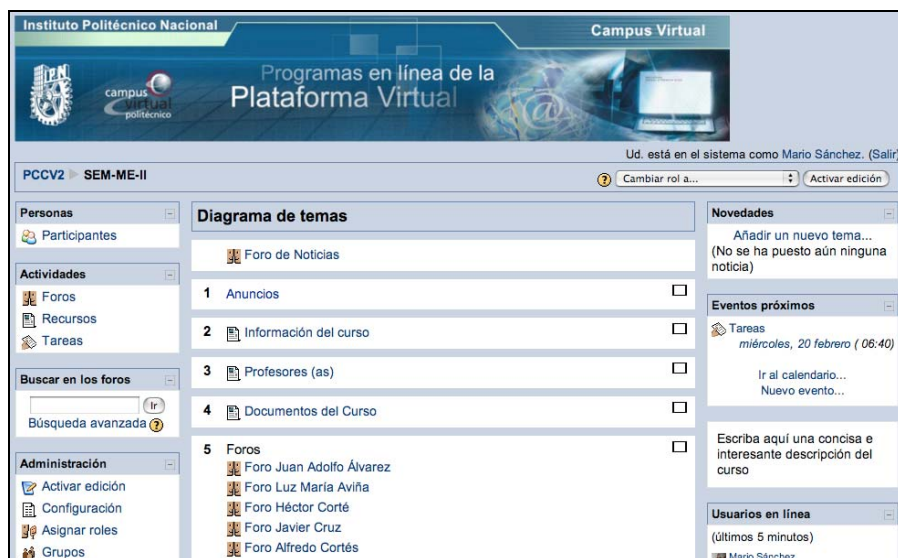 Instituto Politécnico Nacional
Campus Virtual
IPN
campus
virtual
politécnico
Programas en línea de la
Plataforma Virtual
Ud. está en el sistema como Mario Sánchez. (Salir)
PCCV2 SEM-ME-II
Cambiar rol a...
Activar edición
Personas
Participantes
Actividades
Foros
Recursos
Tareas
Buscar en los foros
Ir
Búsqueda avanzada
Administración
Activar edición
Configuración
Asignar roles
Grupos
Diagrama de temas
Foro de Noticias
1 Anuncios
2 Información del curso
3 Profesores (as)
4 Documentos del Curso
5 Foros
Foro Juan Adolfo Álvarez
Foro Luz María Aviña
Foro Héctor Corté
Foro Javier Cruz
Foro Alfredo Cortés
Novedades
Añadir un nuevo tema...
(No se ha puesto aún ninguna
noticia)
Eventos próximos
Tareas
miércoles, 20 febrero ( 06:40)
Ir al calendario...
Nuevo evento...
Escriba aquí una concisa e
interesante descripción del
curso
Usuarios en línea
(últimos 5 minutos)
Mario Sánchez